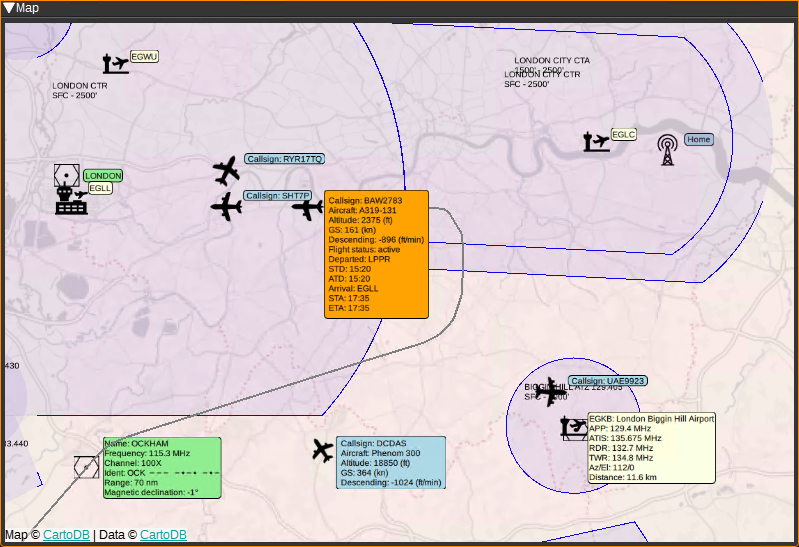 Map
EGWU
LONDON CTR
SFC - 2500'
LONDON CITY CTA
1500' - 2500'
LONDON CITY CTR
SFC - 2500'
EGLC
Home
Callsign: RYR17TQ
LONDON
EGLL
Callsign: SHT7P
Callsign: BAW2783
Aircraft: A319-131
Altitude: 2375 (ft)
GS: 161 (kn)
Descending: -896 (ft/min)
Flight status: active
Departed: LPPR
STD: 15:20
ATD: 15:20
Arrival: EGLL
STA: 17:35
ETA: 17:35
.430
Callsign: UAE9923
BIGGIN HILL ATZ
EGKB: London Biggin Hill Airport
APP: 129.4 MHz
ATIS: 135.675 MHz
RDR: 132.7 MHz
TWR: 134.8 MHz
Az/El: 112/0
Distance: 11.6 km
3.440
Name: OCKHAM
Frequency: 115.3 MHz
Channel: 100X
Ident: OCK --- -·-· -·-
Range: 70 nm
Magnetic declination: -1°
Callsign: DCDAS
Aircraft: Phenom 300
Altitude: 18850 (ft)
GS: 364 (kn)
Descending: -1024 (ft/min)
Map © CartoDB | Data © CartoDB